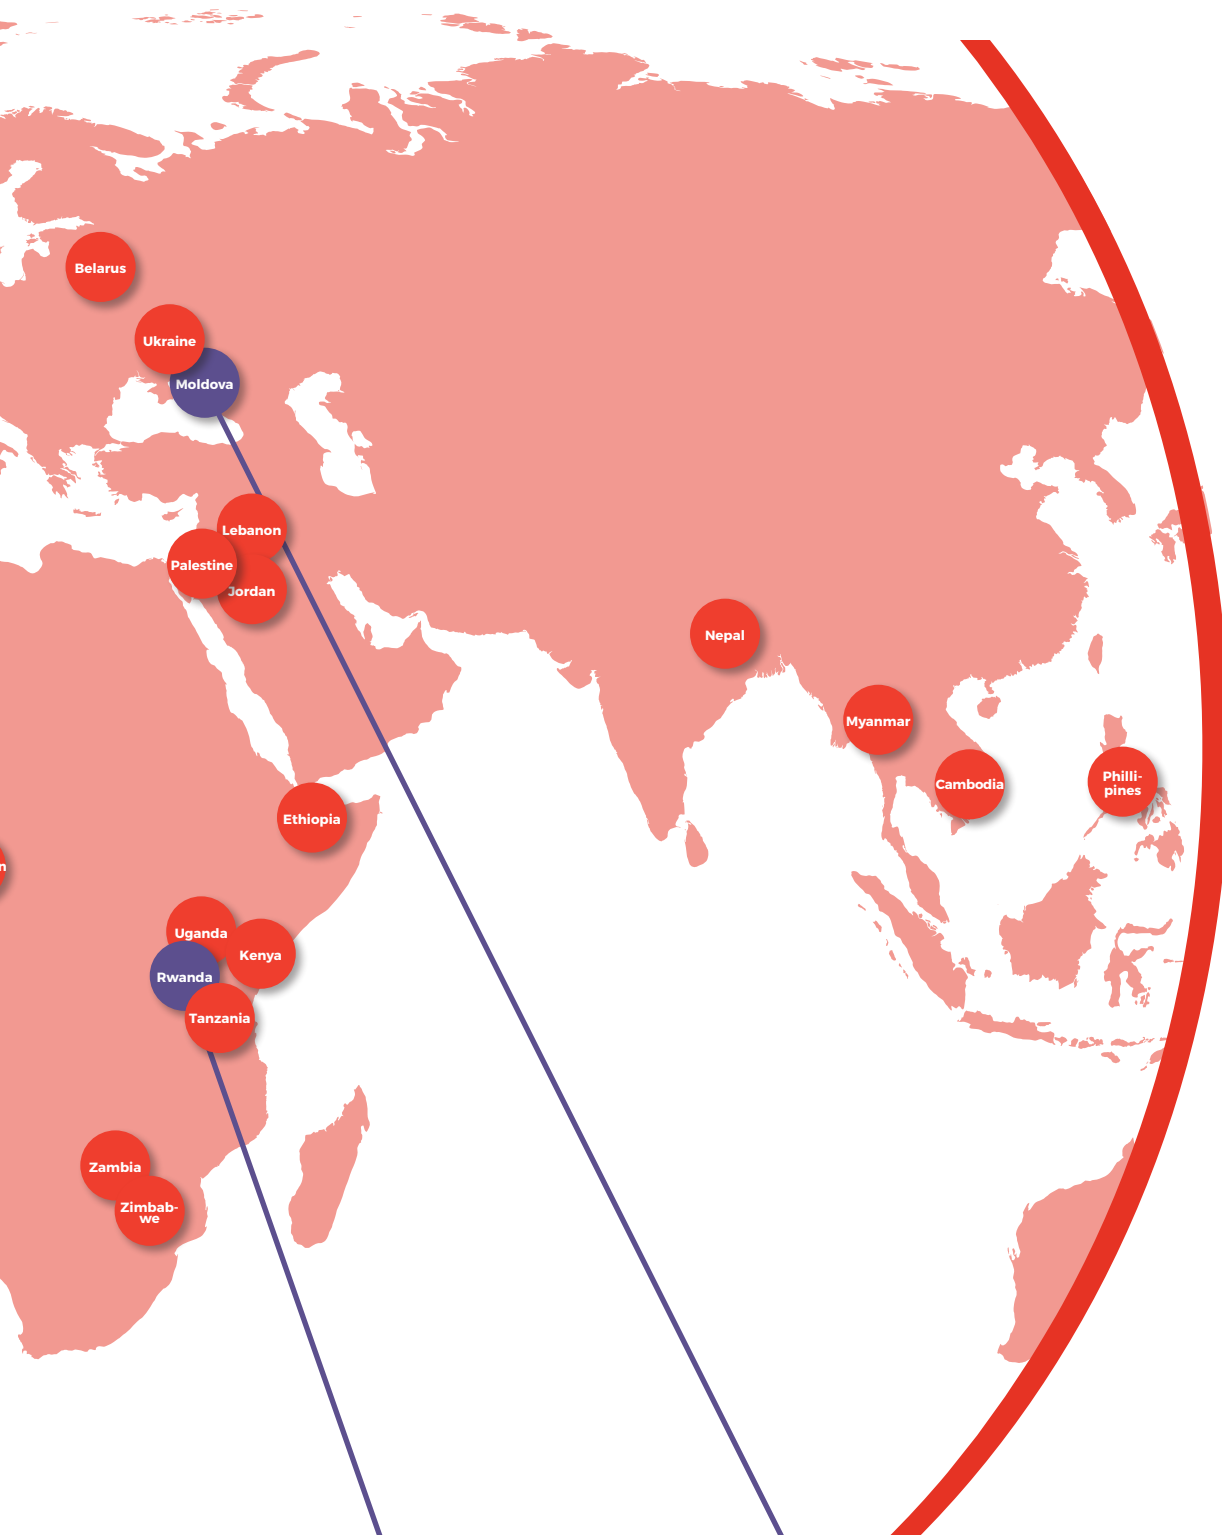 Belarus
Ukraine
Moldova
Lebanon
Palestine
Jordan
Nepal
Myanmar
Cambodia
Philli-
pines
Ethiopia
n
Uganda
Kenya
Rwanda
Tanzania
Zambia
Zimbab-
we